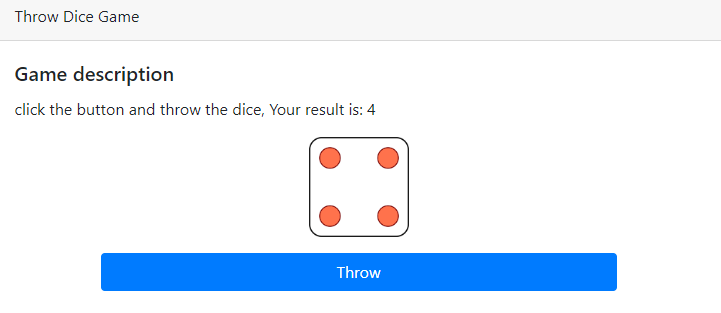 Throw Dice Game
Game description
click the button and throw the dice, Your result is: 4
Throw